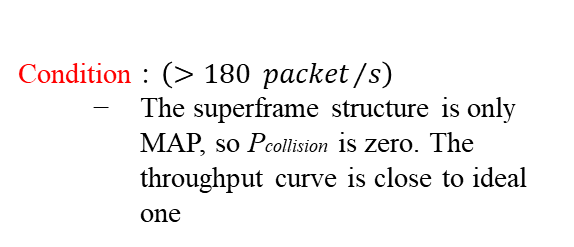 Condition : (> 180 packet/s)
– The superframe structure is only
MAP, so Pcollision is zero. The
throughput curve is close to ideal
one